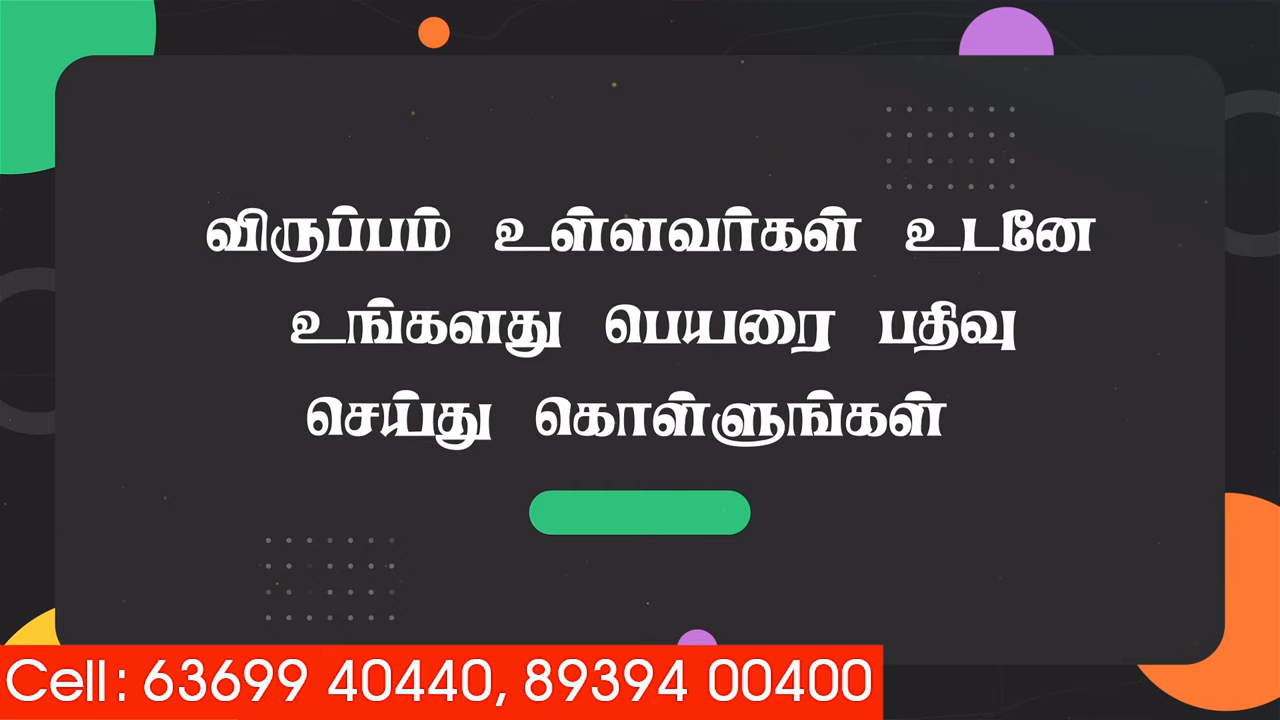 விருப்பம் உள்ளவர்கள் உடனே
உங்களது பெயரை பதிவு
செய்து கொள்ளுங்கள்
Cell : 63699 40440, 89394 00400